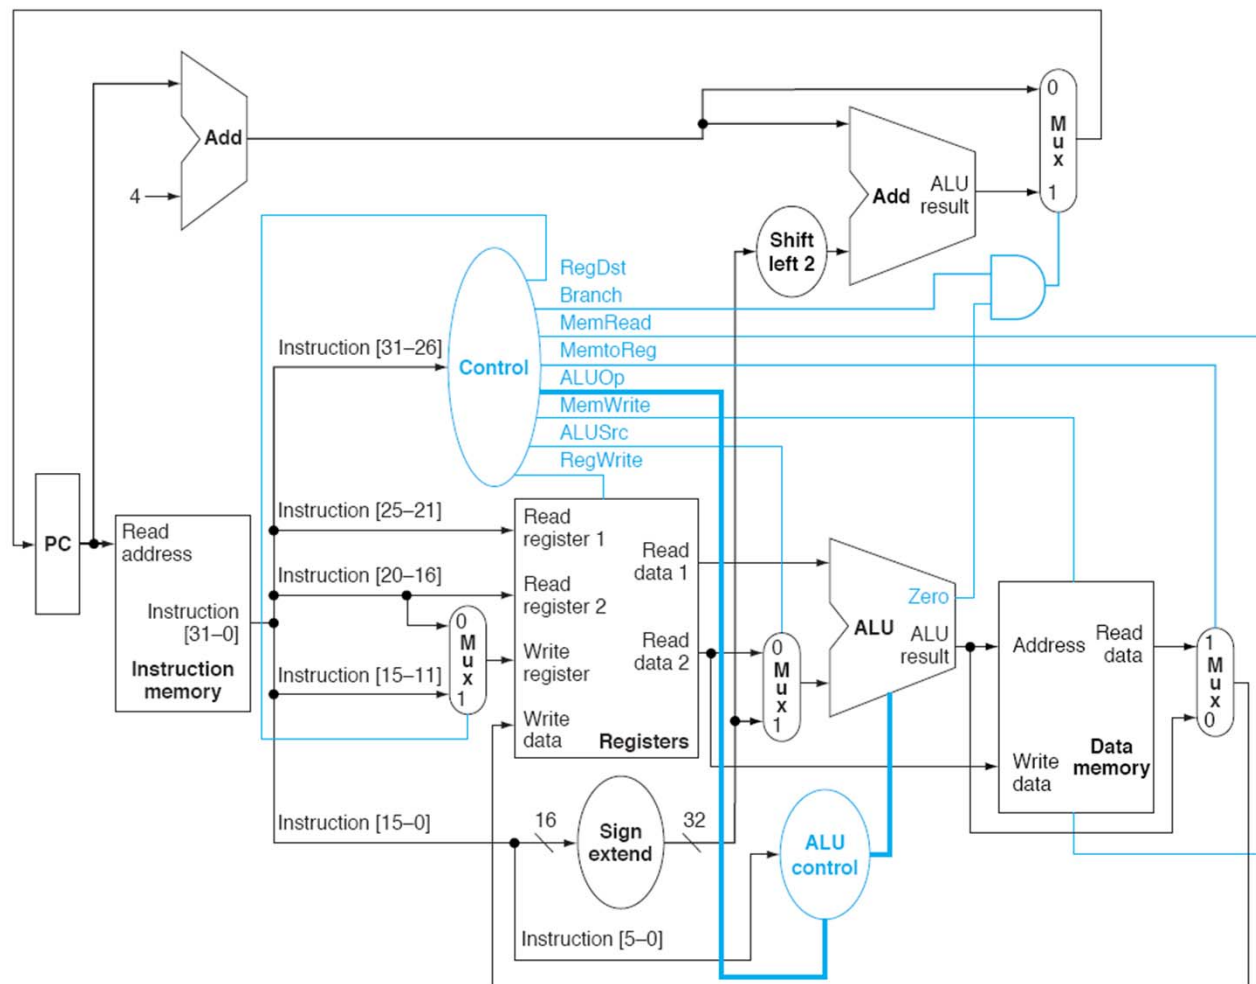 0
M
u
x
1
Add
4
Add
ALU
result
Shift
left 2
RegDst
Branch
MemRead
MemtoReg
ALUOp
MemWrite
ALUSrc
RegWrite
Control
Instruction [31–26]
Instruction [25–21]
Instruction [20–16]
Instruction [15–11]
Instruction [15–0]
Instruction [5–0]
PC
Read
address
Instruction
[31–0]
Instruction
memory
0
M
u
x
1
Read
register 1
Read
register 2
Write
register
Write
data
Read
data 1
Read
data 2
Registers
16
Sign
extend
32
0
M
u
x
1
Zero
ALU
ALU
result
ALU
control
Address
Read
data
Write
data
Data
memory
1
M
u
x
0